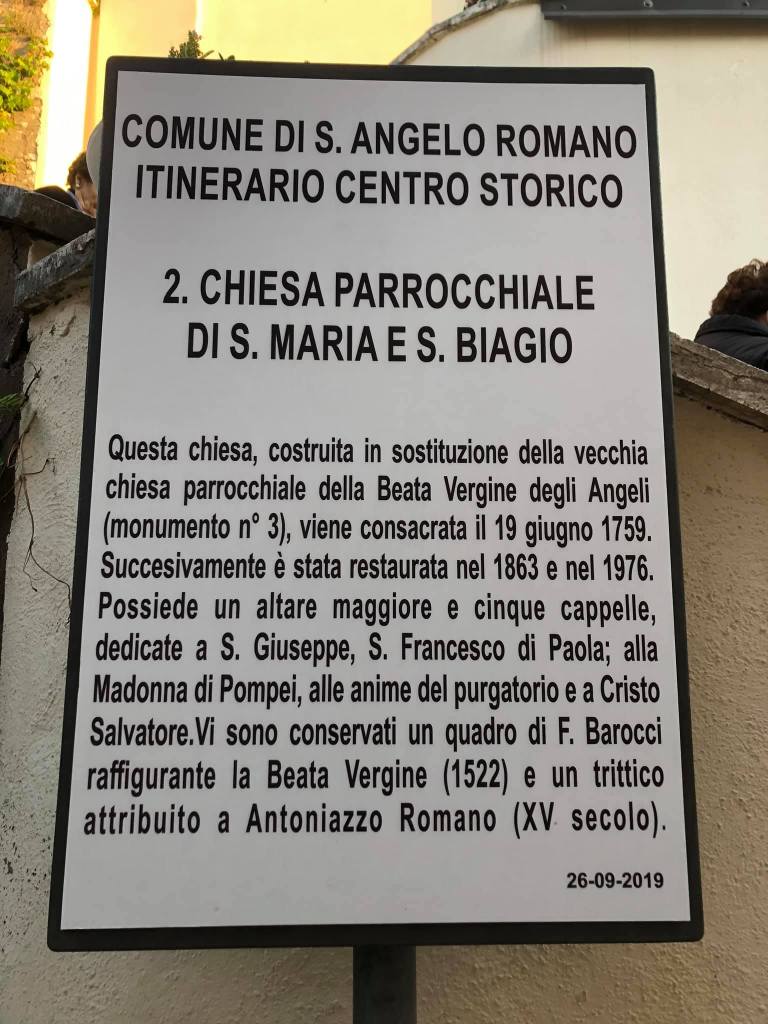 COMUNE DI S. ANGELO ROMANO
ITINERARIO CENTRO STORICO
2. CHIESA PARROCCHIALE
DI S. MARIA E S. BIAGIO
Questa chiesa, costruita in sostituzione della vecchia
chiesa parrocchiale della Beata Vergine degli Angeli
(monumento n° 3), viene consacrata il 19 giugno 1759.
Succesivamente è stata restaurata nel 1863 e nel 1976.
Possiede un altare maggiore e cinque cappelle,
dedicate a S. Giuseppe, S. Francesco di Paola; alla
Madonna di Pompei, alle anime del purgatorio e a Cristo
Salvatore.Vi sono conservati un quadro di F. Barocci
raffigurante la Beata Vergine (1522) e un trittico
attribuito a Antoniazzo Romano (XV secolo).
26-09-2019